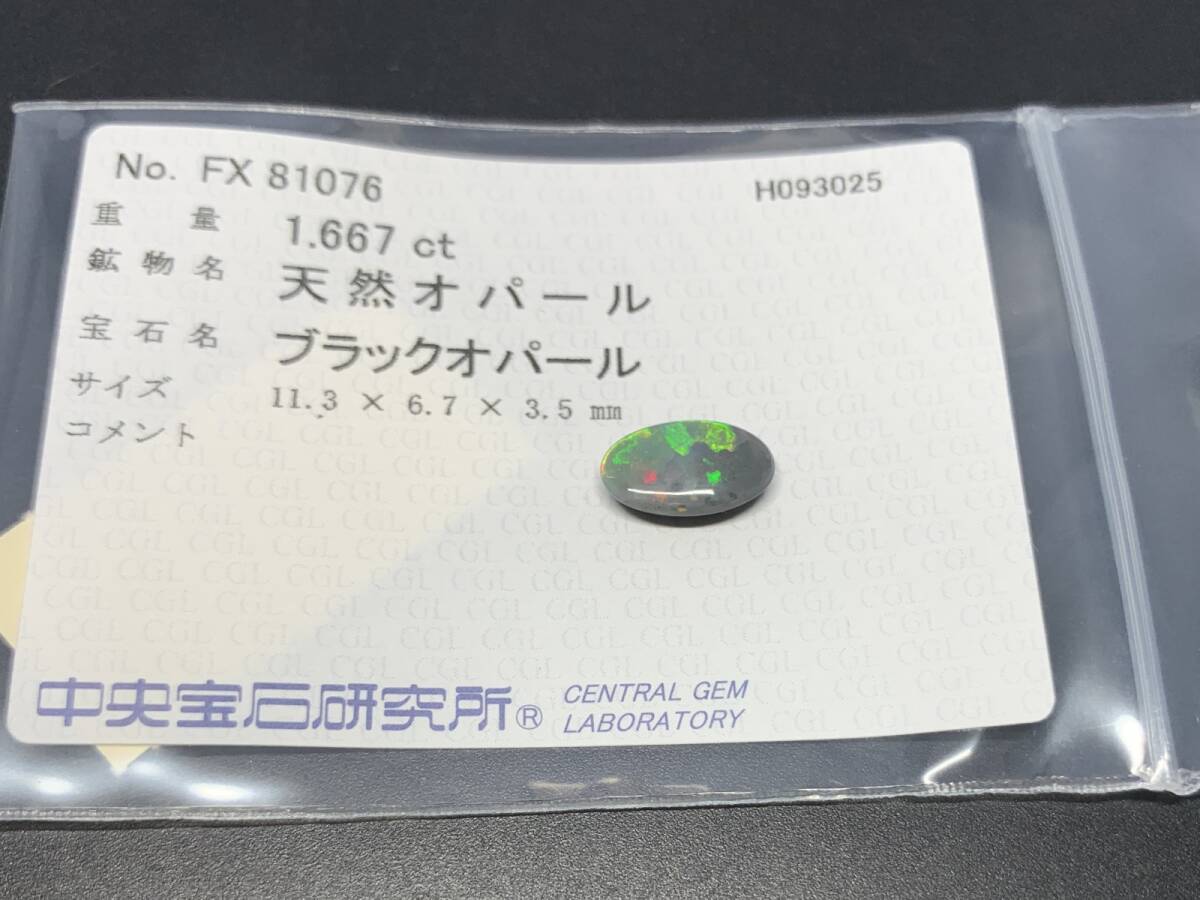 No. FX 81076 H093025
重量 1.667 ct
鉱物名 天然オパール
宝石名 ブラックオパール
サイズ 11.3 × 6.7 × 3.5 ㎜
コメント
中央宝石研究所® CENTRAL GEM
LABORATORY